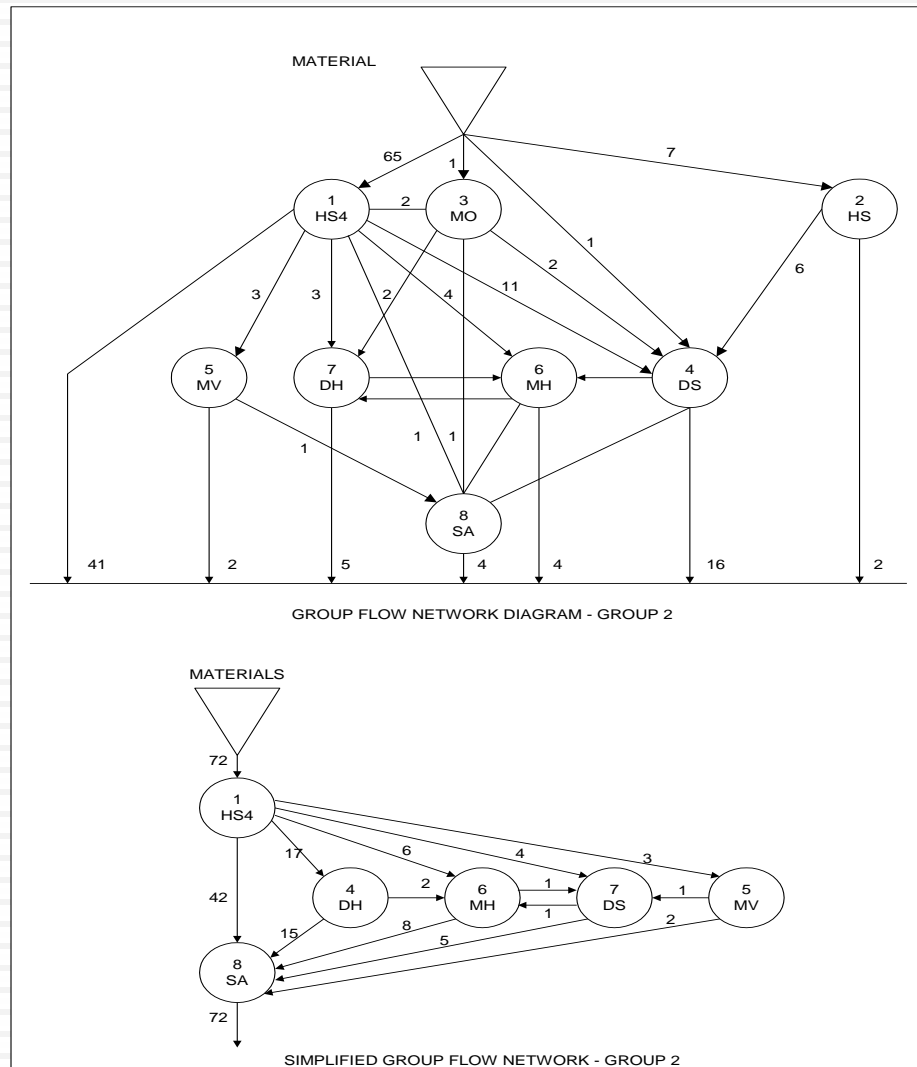 MATERIAL
65
1
7
1
HS4
2
3
MO
2
HS
1
2
6
3
3
2
4
11
5
MV
7
DH
6
MH
4
DS
1
1
1
8
SA
41
2
5
4
4
16
2
GROUP FLOW NETWORK DIAGRAM - GROUP 2
MATERIALS
72
1
HS4
17
6
4
3
42
4
DH
2
6
MH
1
1
7
DS
1
5
MV
15
8
5
2
8
SA
72
SIMPLIFIED GROUP FLOW NETWORK - GROUP 2